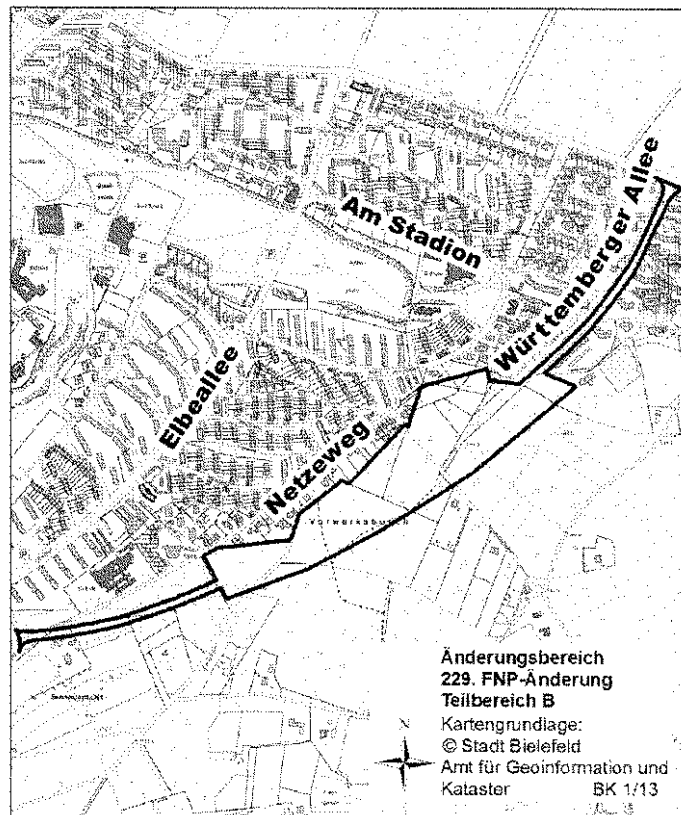 Am Stadion
Württemberger Allee
Elbeallee
Netzeweg
Vorwerksbusch
Änderungsbereich
229. FNP-Änderung
Teilbereich B
Kartengrundlage:
© Stadt Bielefeld
Amt für Geoinformation und
Kataster BK 1/13